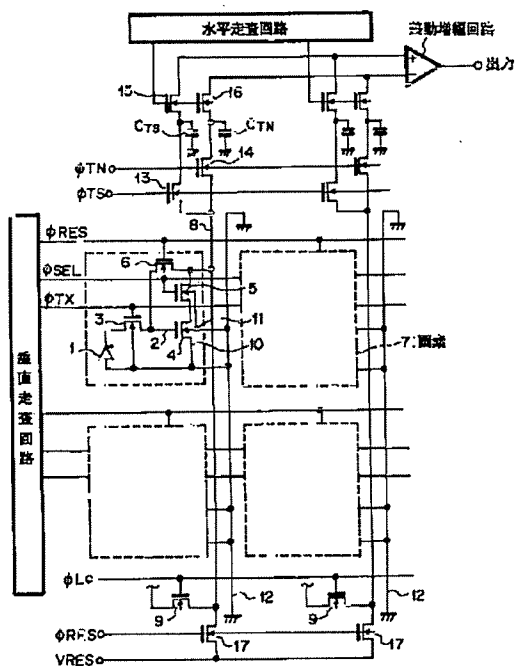 水平走査回路
差動増幅回路
出力
15
16
CTS
CTN
14
φTN
13
φTS
8
φRES
φSEL
6
5
φTX
3
11
2
10
1
4
7:画素
垂直走査回路
φLc
12
12
9
9
φRES
17
17
VRES
+
−